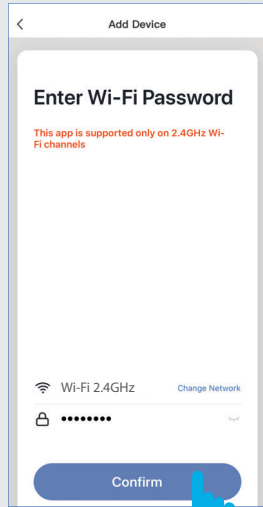 Add Device
Enter Wi-Fi Password
This app is supported only on 2.4GHz Wi-
Fi channels
Wi-Fi 2.4GHz Change Network
••••••••
Confirm